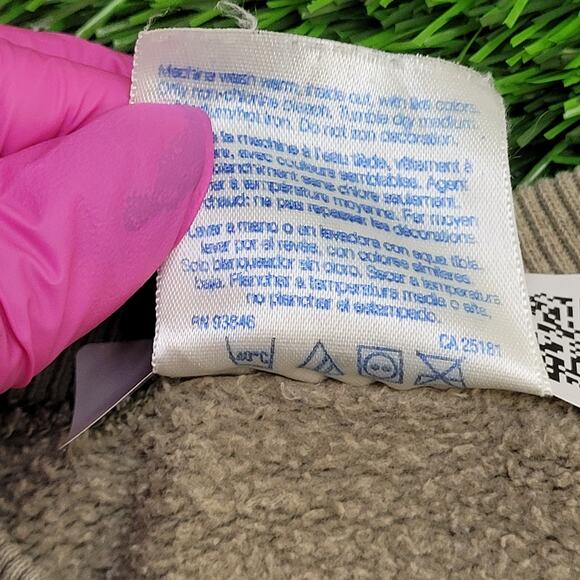 Machine wash warm, inside out, with like colors.
only non-chlorine bleach. Tumble dry medium.
hot iron. Do not iron decoration.
la machine à l'eau tiède, vêtement à
avec couleurs semblables. Agent
blanchiment sans chlore seulement.
à température moyenne. Fer moyen
chaud: ne pas repasser les décorations.
Lavar a mano o en lavadora con agua tibia.
lavar por el revés, con colores similares.
Solo blanqueador sin cloro. Secar a temperatura
baja. Planchar a temperatura media o alta,
no planchar el estampado.
RN 93846 CA 25181
40°C